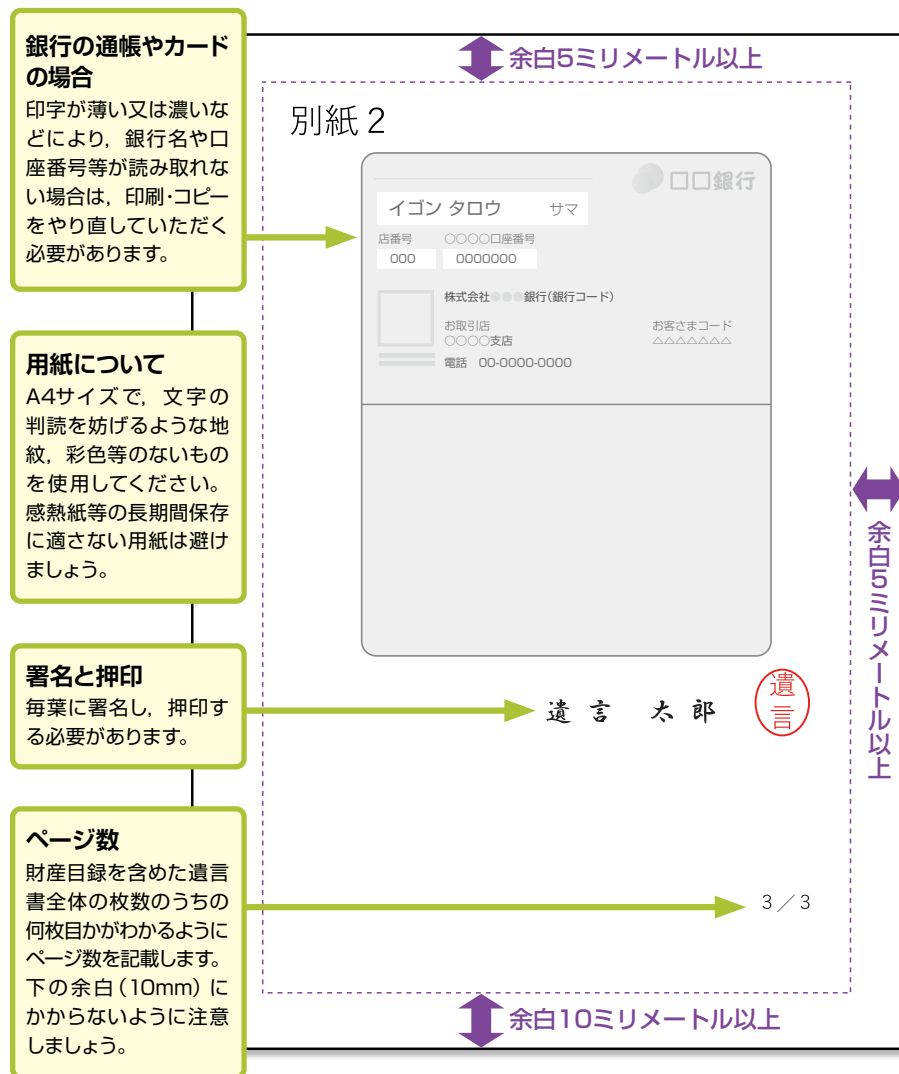 銀行の通帳やカード
の場合
印字が薄い又は濃いな
どにより，銀行名や口
座番号等が読み取れな
い場合は，印刷・コピー
をやり直していただく
必要があります。
用紙について
A4サイズで，文字の
判読を妨げるような地
紋，彩色等のないもの
を使用してください。
感熱紙等の長期間保存
に適さない用紙は避け
ましょう。
署名と押印
毎葉に署名し，押印す
る必要があります。
ページ数
財産目録を含めた遺言
書全体の枚数のうちの
何枚目かがわかるように
ページ数を記載します。
下の余白（10mm）に
かからないように注意
しましょう。
余白5ミリメートル以上
別紙２
口口銀行
イゴン タロウ サマ
店番号 ○○○○口座番号
000 0000000
株式会社●●●銀行（銀行コード）
お取引店 お客さまコード
○○○○支店 △△△△△△△
電話 00-0000-0000
遺言 太郎 遺言
3／3
余白10ミリメートル以上
余白5ミリメートル以上